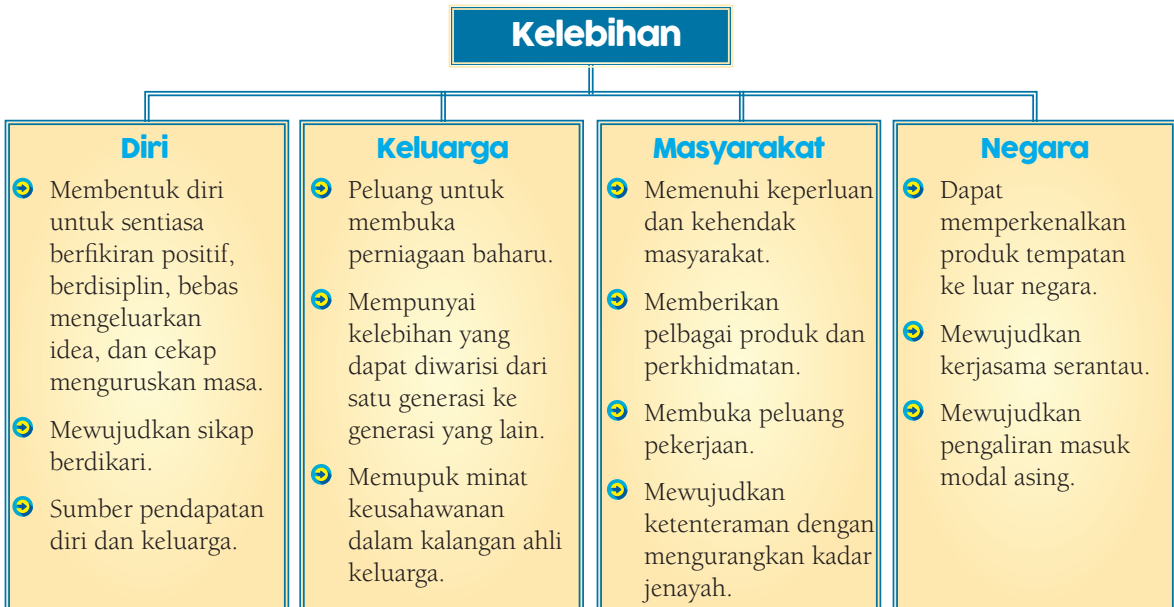 Kelebihan
Diri
Membentuk diri
untuk sentiasa
berfikiran positif,
berdisiplin, bebas
mengeluarkan
idea, dan cekap
menguruskan masa.
Mewujudkan sikap
berdikari.
Sumber pendapatan
diri dan keluarga.
Keluarga
Peluang untuk
membuka
perniagaan baharu.
Mempunyai
kelebihan yang
dapat diwarisi dari
satu generasi ke
generasi yang lain.
Memupuk minat
keusahawanan
dalam kalangan ahli
keluarga.
Masyarakat
Memenuhi keperluan
dan kehendak
masyarakat.
Memberikan
pelbagai produk dan
perkhidmatan.
Membuka peluang
pekerjaan.
Mewujudkan
ketenteraman dengan
mengurangkan kadar
jenayah.
Negara
Dapat
memperkenalkan
produk tempatan
ke luar negara.
Mewujudkan
kerjasama serantau.
Mewujudkan
pengaliran masuk
modal asing.